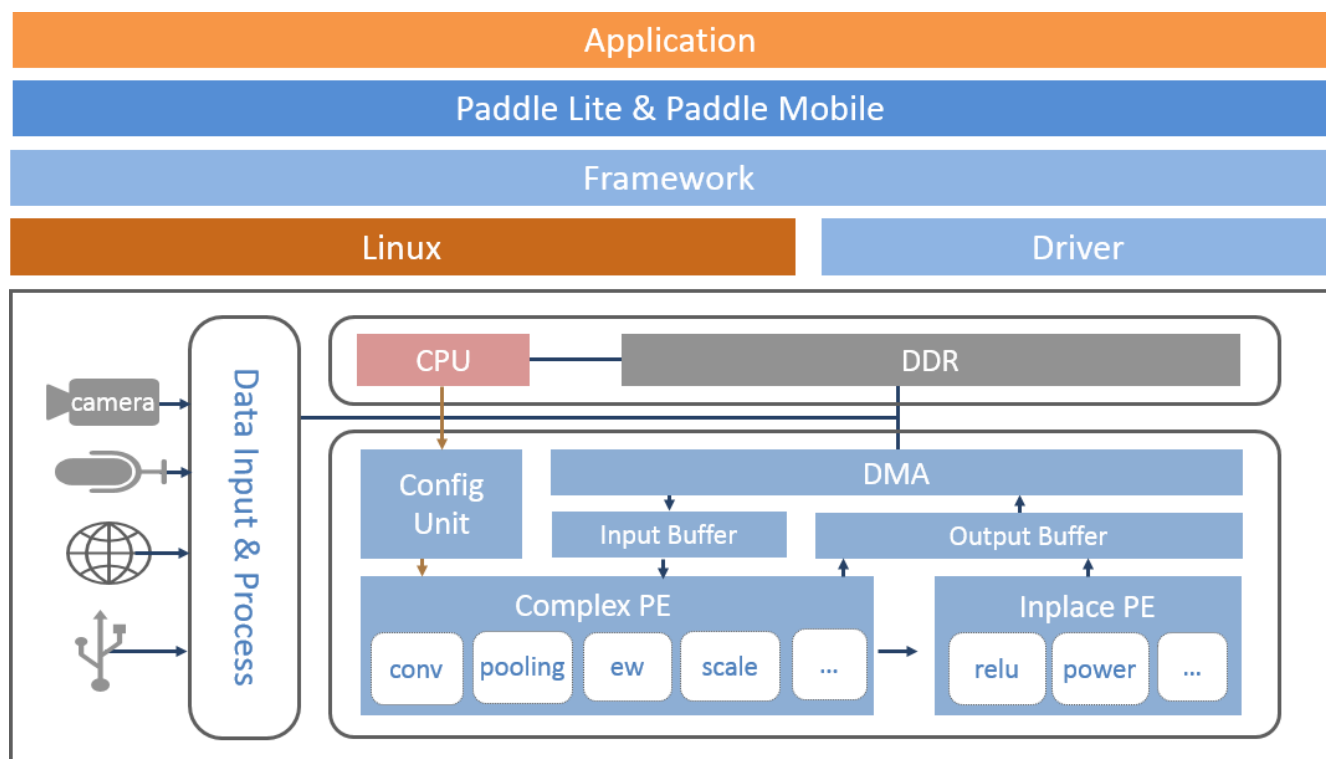 Application
Paddle Lite & Paddle Mobile
Framework
Linux
Driver
camera
Data Input & Process
CPU
DDR
Config
Unit
DMA
Input Buffer
Output Buffer
Complex PE
conv
pooling
ew
scale
...
Inplace PE
relu
power
...